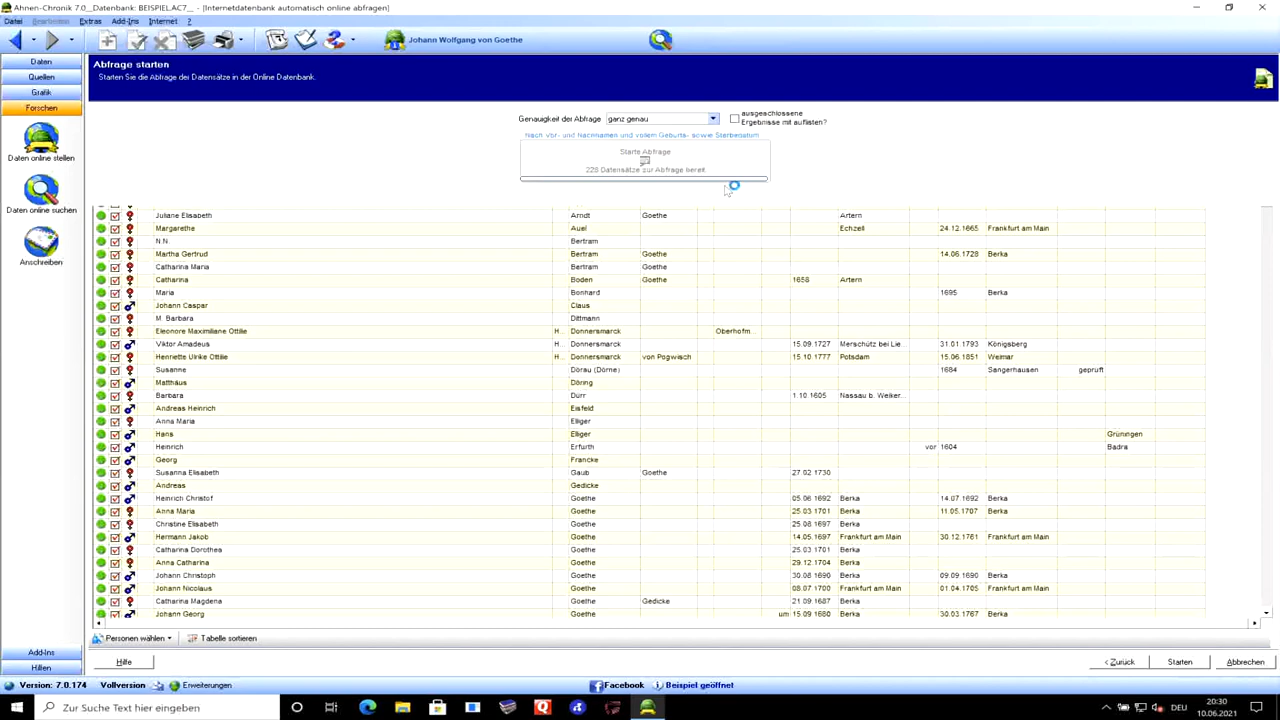 Ahnen-Chronik 7.0__Datenbank: BEISPIEL.AC7__ - [Internetdatenbank automatisch online abfragen]
Datei Bearbeiten Extras Add-Ins Internet ?
Johann Wolfgang von Goethe
Daten
Quellen
Grafik
Forschen
Daten online stellen
Daten online suchen
Anschreiben
Add-Ins
Hilfen
Abfrage starten
Starten Sie die Abfrage der Datensätze in der Online Datenbank.
Genauigkeit der Abfrage ganz genau
ausgeschlossene
Ergebnisse mit auflisten?
Nach Vor- und Nachnamen und vollem Geburts- sowie Sterbedatum
Starte Abfrage
228 Datensätze zur Abfrage bereit.
Juliane Elisabeth Arndt Goethe Artern
Margarethe Auel Echzell 24.12.1665 Frankfurt am Main
N.N. Bertram
Martha Gertrud Bertram Goethe 14.06.1728 Berka
Catharina Maria Bertram Goethe
Catharina Boden Goethe 1658 Artern
Maria Bonhard 1695 Berka
Johann Caspar Claus
M. Barbara Dittmann
Eleonore Maximiliane Ottilie H... Donnersmarck Oberhofm...
Viktor Amadeus H... Donnersmarck 15.09.1727 Merschütz bei Lie... 31.01.1793 Königsberg
Henriette Ulrike Ottilie H... Donnersmarck von Pogwisch 15.10.1777 Potsdam 15.06.1851 Weimar
Susanne Dörau (Dörne) 1684 Sangerhausen geprüft
Matthäus Döring
Barbara Dürr 1.10.1605 Nassau b. Weiker...
Andreas Heinrich Eisfeld
Anna Maria Elliger
Hans Elliger Grüningen
Heinrich Erfurth vor 1604 Badra
Georg Francke
Susanna Elisabeth Gaub Goethe 27.02.1730
Andreas Gedicke
Heinrich Christof Goethe 05.06.1692 Berka 14.07.1692 Berka
Anna Maria Goethe 25.03.1701 Berka 11.05.1707 Berka
Christine Elisabeth Goethe 25.08.1697 Berka
Hermann Jakob Goethe 14.05.1697 Frankfurt am Main 30.12.1761 Frankfurt am Main
Catharina Dorothea Goethe 25.03.1701 Berka
Anna Catharina Goethe 29.12.1704 Berka
Johann Christoph Goethe 30.08.1690 Berka 09.09.1690 Berka
Johann Nicolaus Goethe 08.07.1700 Frankfurt am Main 01.04.1705 Frankfurt am Main
Catharina Magdena Goethe Gedicke 21.09.1687 Berka
Johann Georg Goethe um 15.09.1680 Berka 30.03.1767 Berka
Personen wählen Tabelle sortieren
Hilfe < Zurück Starten Abbrechen
Version: 7.0.174 Vollversion Erweiterungen Facebook Beispiel geöffnet
Zur Suche Text hier eingeben
DEU
20:30
10.06.2021